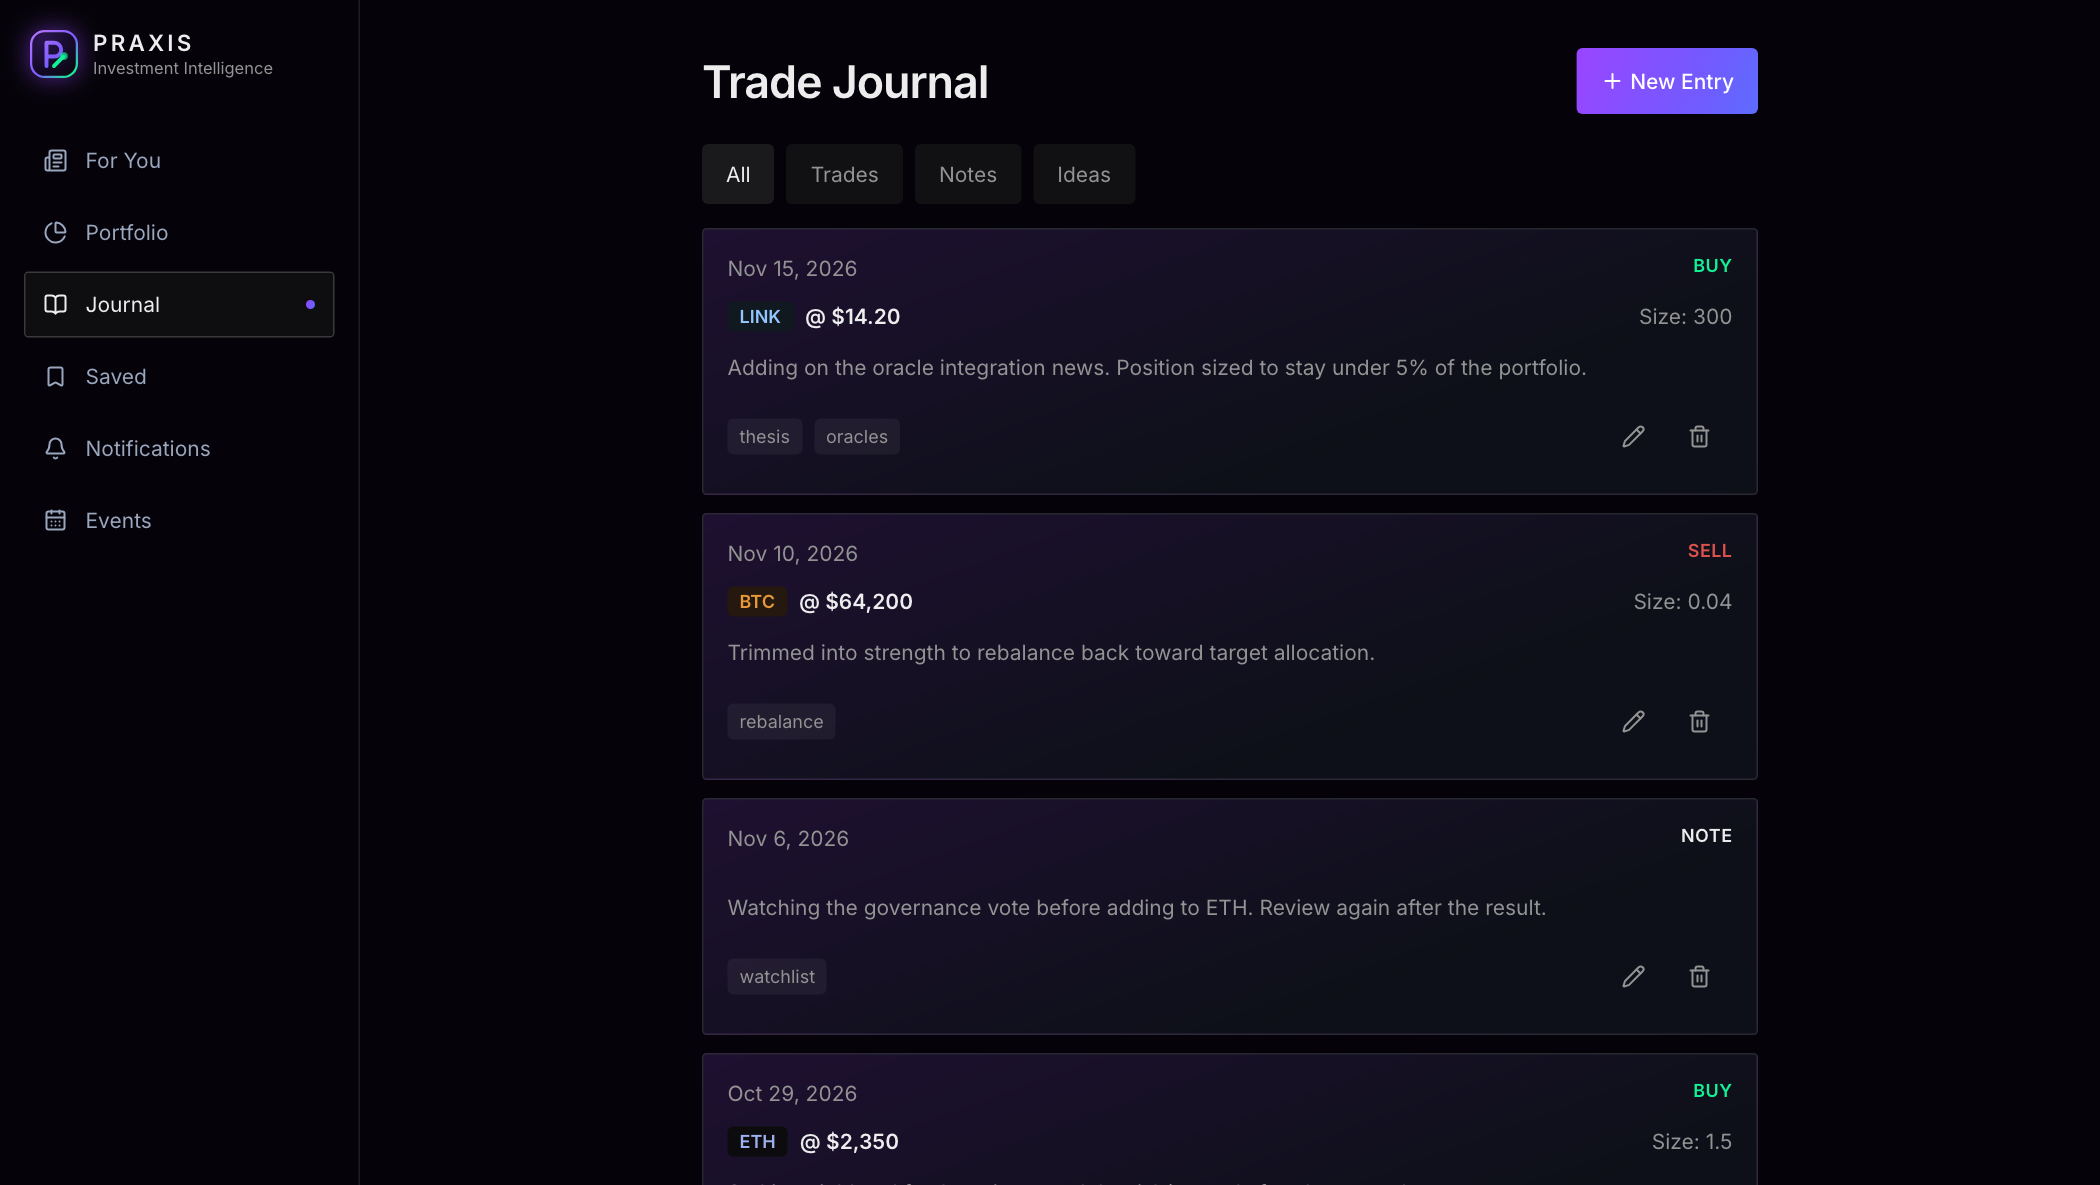 PRAXIS
Investment Intelligence
For You
Portfolio
Journal
Saved
Notifications
Events
Trade Journal
+ New Entry
All
Trades
Notes
Ideas
Nov 15, 2026
BUY
LINK @ $14.20
Size: 300
Adding on the oracle integration news. Position sized to stay under 5% of the portfolio.
thesis
oracles
Nov 10, 2026
SELL
BTC @ $64,200
Size: 0.04
Trimmed into strength to rebalance back toward target allocation.
rebalance
Nov 6, 2026
NOTE
Watching the governance vote before adding to ETH. Review again after the result.
watchlist
Oct 29, 2026
BUY
ETH @ $2,350
Size: 1.5